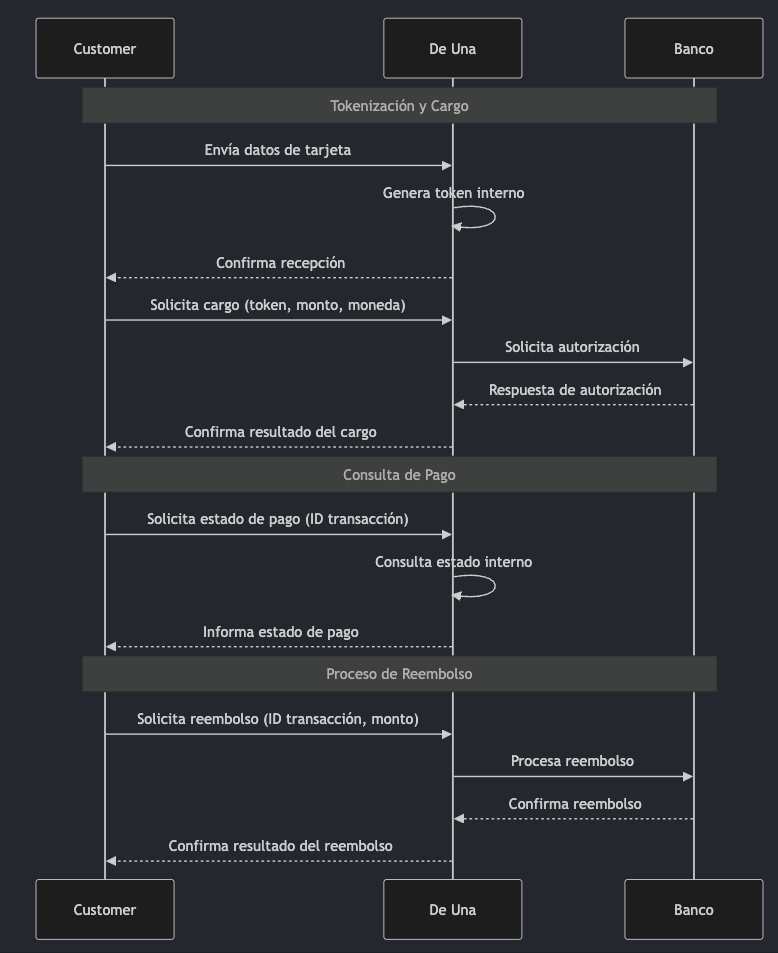 Customer
De Una
Banco
Tokenización y Cargo
Envía datos de tarjeta
Genera token interno
Confirma recepción
Solicita cargo (token, monto, moneda)
Solicita autorización
Respuesta de autorización
Confirma resultado del cargo
Consulta de Pago
Solicita estado de pago (ID transacción)
Consulta estado interno
Informa estado de pago
Proceso de Reembolso
Solicita reembolso (ID transacción, monto)
Procesa reembolso
Confirma reembolso
Confirma resultado del reembolso
Customer
De Una
Banco